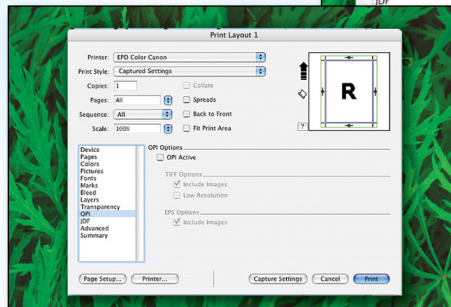 JDF
Print Layout 1
Printer: EPD Color Canon
Print Style: Captured Settings
Copies: 1 Collate
Pages: All Spreads
Sequence: All Back to Front
Scale: 100% Fit Print Area
R
?
Device
Pages
Colors
Pictures
Fonts
Marks
Bleed
Layers
Transparency
OPI
JDF
Advanced
Summary
OPI Options
OPI Active
TIFF Options
Include Images
Low Resolution
EPS Options
Include Images
Page Setup... Printer... Capture Settings Cancel Print